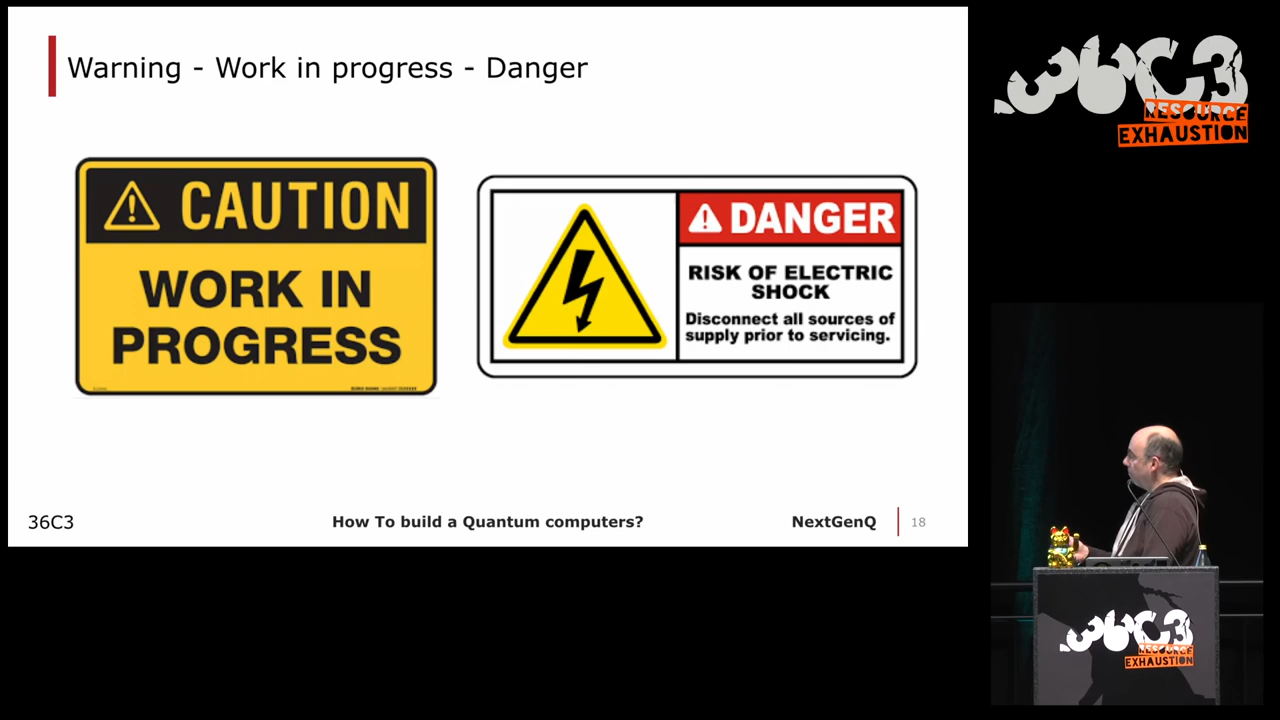 Warning - Work in progress - Danger
CAUTION
WORK IN
PROGRESS
DANGER
RISK OF ELECTRIC
SHOCK
Disconnect all sources of
supply prior to servicing.
36C3
How To build a Quantum computers?
NextGenQ
18
36C3
RESOURCE
EXHAUSTION
36C3
RESOURCE
EXHAUSTION